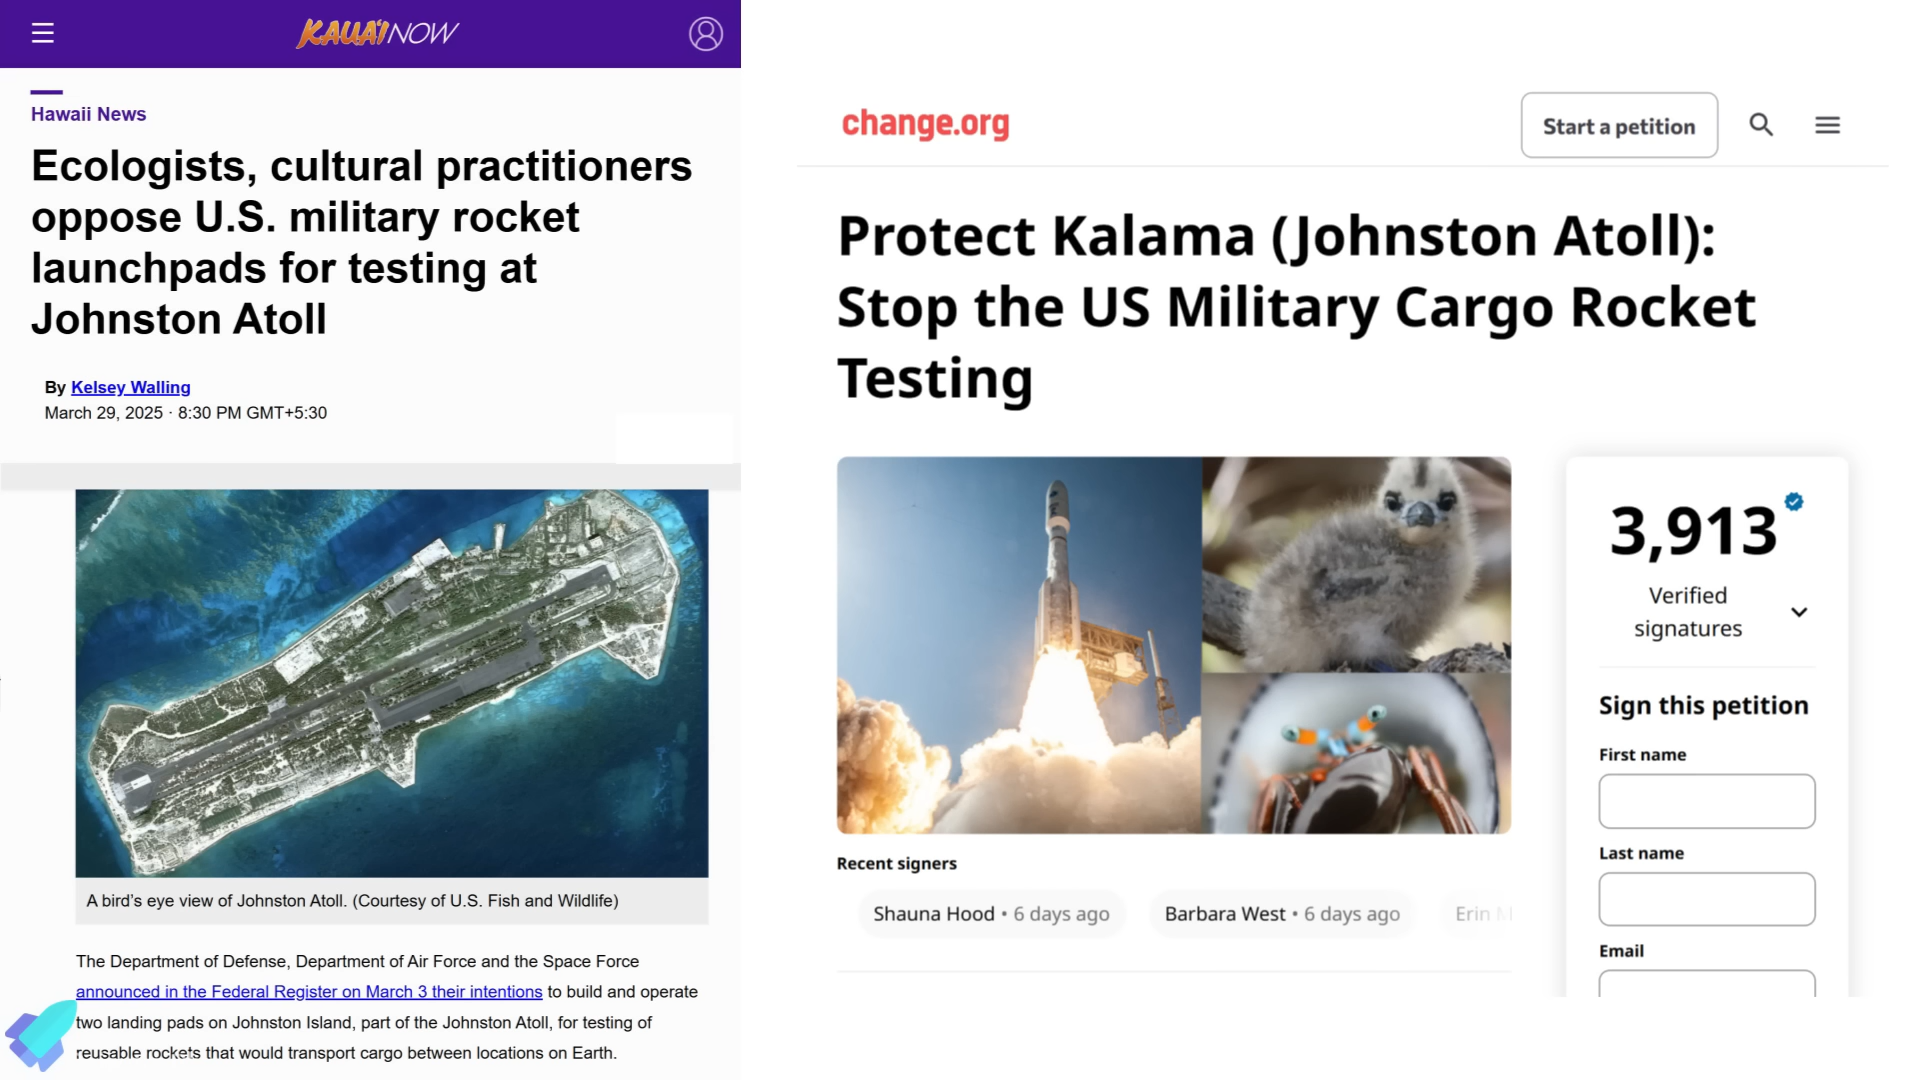 KAUAʻI NOW
Hawaii News
Ecologists, cultural practitioners
oppose U.S. military rocket
launchpads for testing at
Johnston Atoll
By Kelsey Walling
March 29, 2025 · 8:30 PM GMT+5:30
A bird’s eye view of Johnston Atoll. (Courtesy of U.S. Fish and Wildlife)
The Department of Defense, Department of Air Force and the Space Force
announced in the Federal Register on March 3 their intentions to build and operate
two landing pads on Johnston Island, part of the Johnston Atoll, for testing of
reusable rockets that would transport cargo between locations on Earth.
change.org
Start a petition
Protect Kalama (Johnston Atoll):
Stop the US Military Cargo Rocket
Testing
3,913
Verified
signatures
Sign this petition
First name
Last name
Email
Recent signers
Shauna Hood • 6 days ago
Barbara West • 6 days ago
Erin